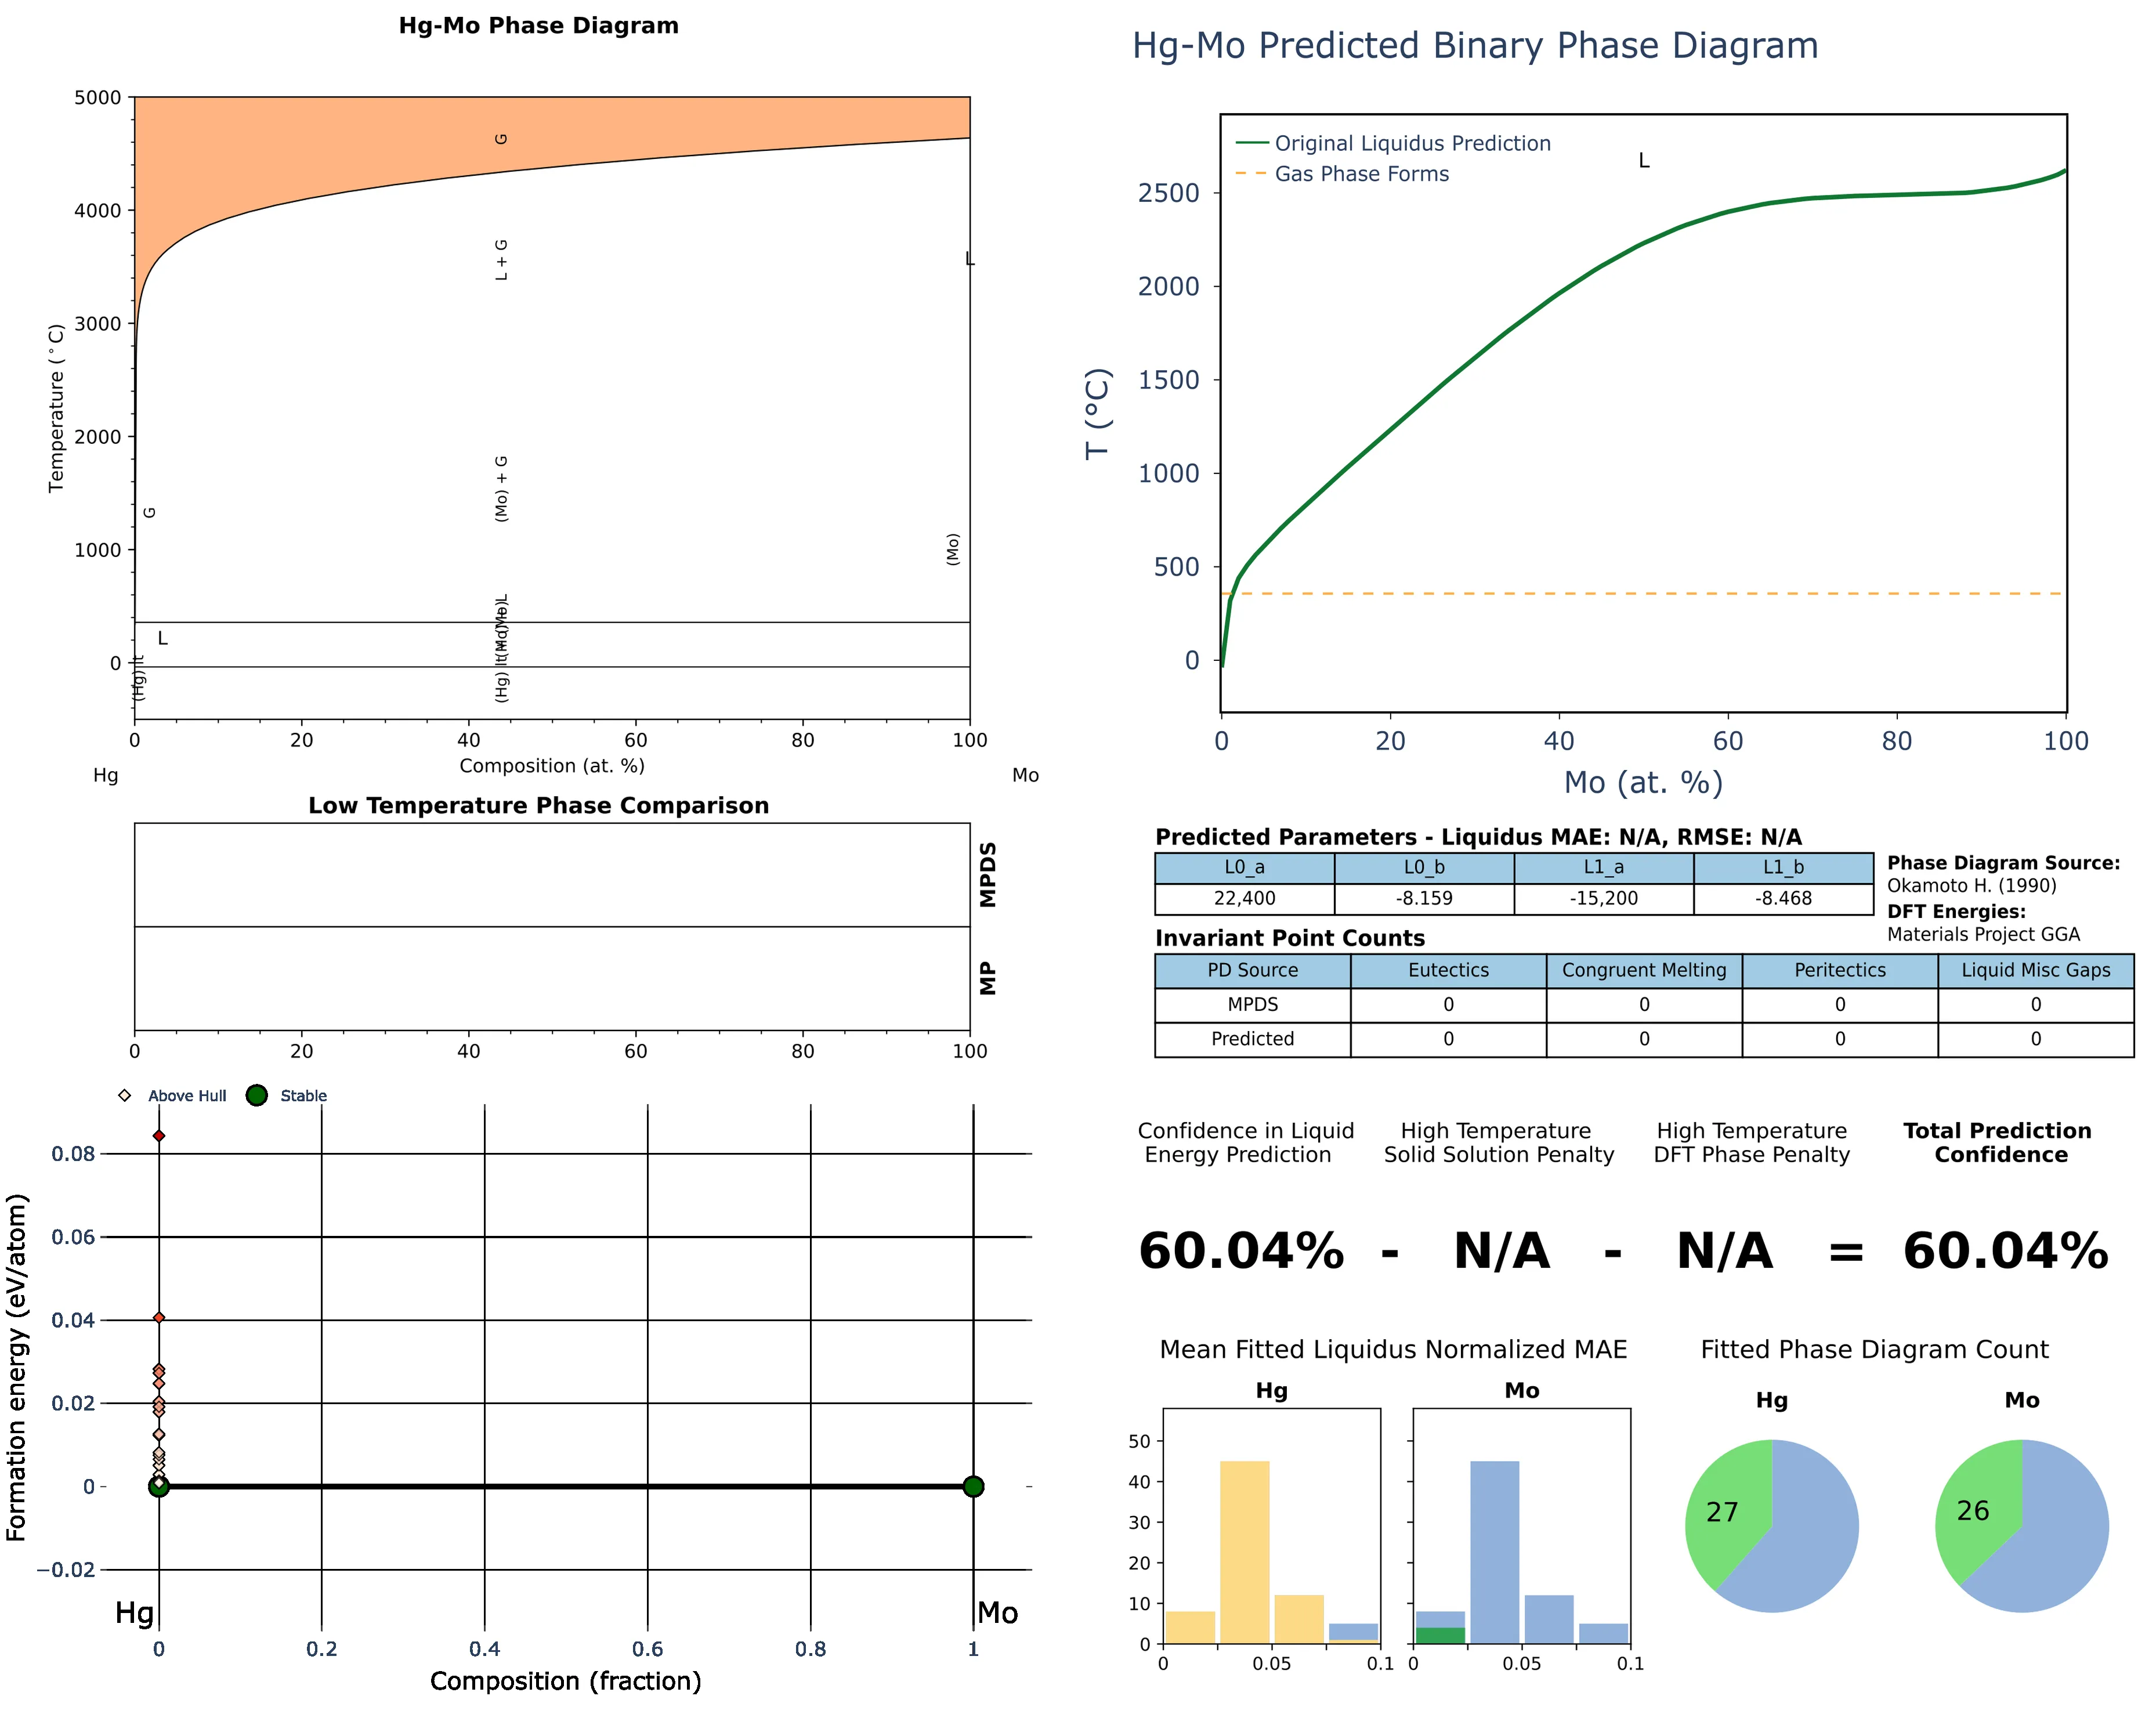 Hg-Mo Phase Diagram
5000
4000
3000
2000
1000
0
Temperature (°C)
G
L + G
L
(Mo) + G
G
(Mo)
(Mo) + L
L
(Hg) lt
(Hg) lt + (Mo)
0 20 40 60 80 100
Composition (at. %)
Hg Mo
Low Temperature Phase Comparison
MPDS
MP
0 20 40 60 80 100
Above Hull Stable
0.08
0.06
0.04
0.02
0
−0.02
Formation energy (eV/atom)
Hg Mo
0 0.2 0.4 0.6 0.8 1
Composition (fraction)
Hg-Mo Predicted Binary Phase Diagram
Original Liquidus Prediction
Gas Phase Forms
L
2500
2000
1500
1000
500
0
T (°C)
0 20 40 60 80 100
Mo (at. %)
Predicted Parameters - Liquidus MAE: N/A, RMSE: N/A
L0_a L0_b L1_a L1_b
22,400 -8.159 -15,200 -8.468
Phase Diagram Source:
Okamoto H. (1990)
DFT Energies:
Materials Project GGA
Invariant Point Counts
PD Source Eutectics Congruent Melting Peritectics Liquid Misc Gaps
MPDS 0 0 0 0
Predicted 0 0 0 0
Confidence in Liquid
Energy Prediction
High Temperature
Solid Solution Penalty
High Temperature
DFT Phase Penalty
Total Prediction
Confidence
60.04% - N/A - N/A = 60.04%
Mean Fitted Liquidus Normalized MAE
Hg Mo
50
40
30
20
10
0
0 0.05 0.1
0 0.05 0.1
Fitted Phase Diagram Count
Hg Mo
27 26